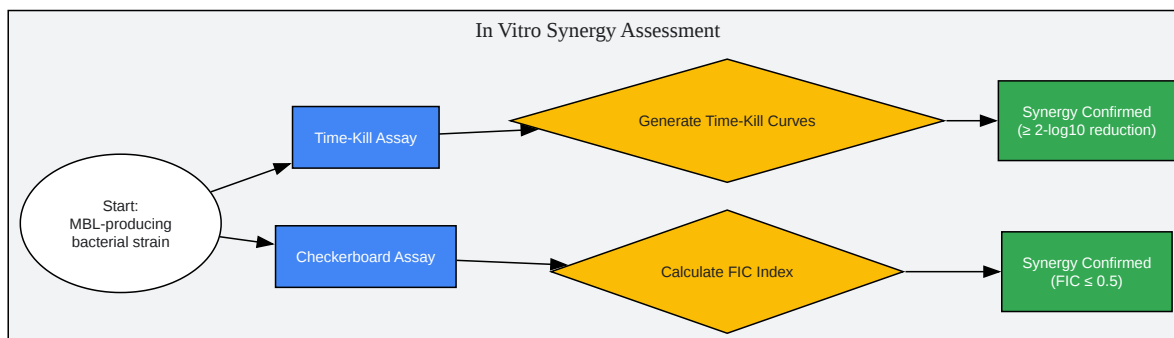 In Vitro Synergy Assessment
Time-Kill Assay
Generate Time-Kill Curves
Synergy Confirmed
(≥ 2-log10 reduction)
Start:
MBL-producing
bacterial strain
Checkerboard Assay
Calculate FIC Index
Synergy Confirmed
(FIC ≤ 0.5)